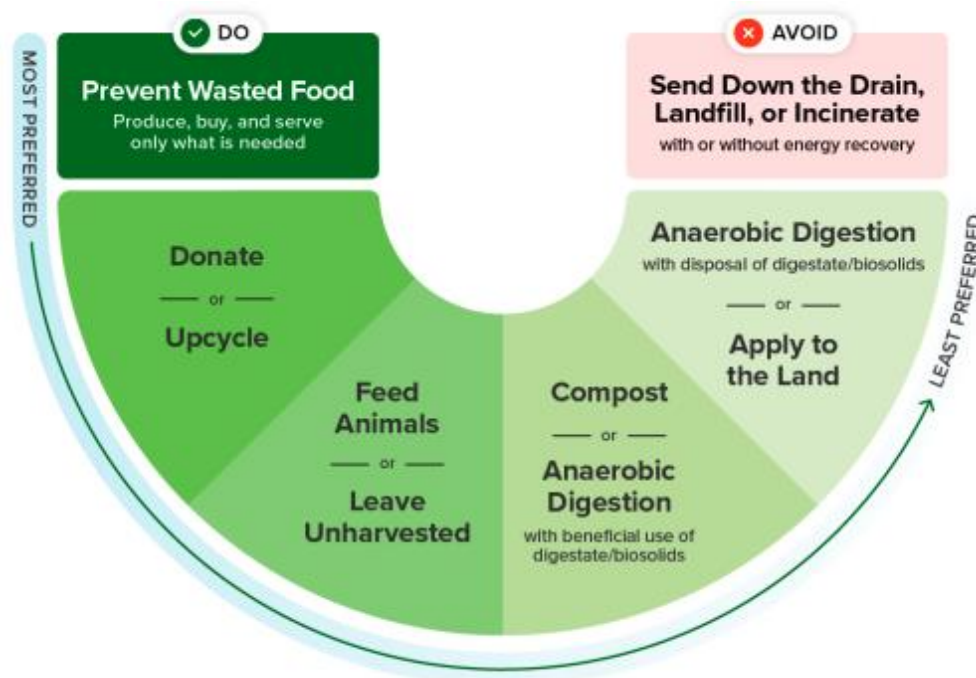 DO
AVOID
MOST PREFERRED
Prevent Wasted Food
Produce, buy, and serve
only what is needed
Send Down the Drain,
Landfill, or Incinerate
with or without energy recovery
Donate
or
Upcycle
Feed
Animals
or
Leave
Unharvested
Compost
or
Anaerobic
Digestion
with beneficial use of
digestate/biosolids
Anaerobic Digestion
with disposal of digestate/biosolids
or
Apply to
the Land
LEAST PREFERRED